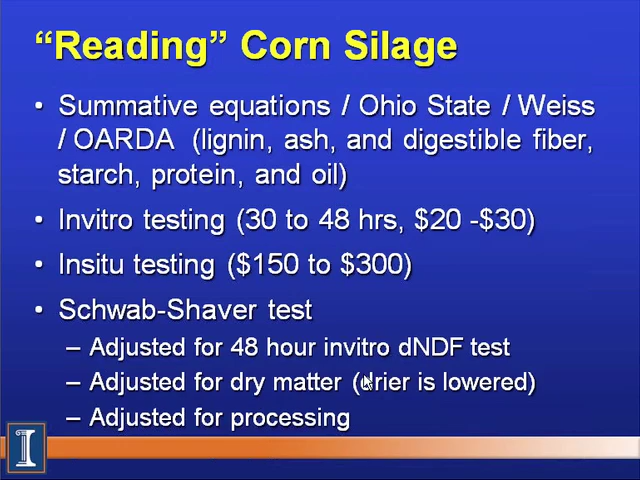 “Reading” Corn Silage
• Summative equations / Ohio State / Weiss
/ OARDA (lignin, ash, and digestible fiber,
starch, protein, and oil)
• Invitro testing (30 to 48 hrs, $20 -$30)
• Insitu testing ($150 to $300)
• Schwab-Shaver test
– Adjusted for 48 hour invitro dNDF test
– Adjusted for dry matter (drier is lowered)
– Adjusted for processing
I